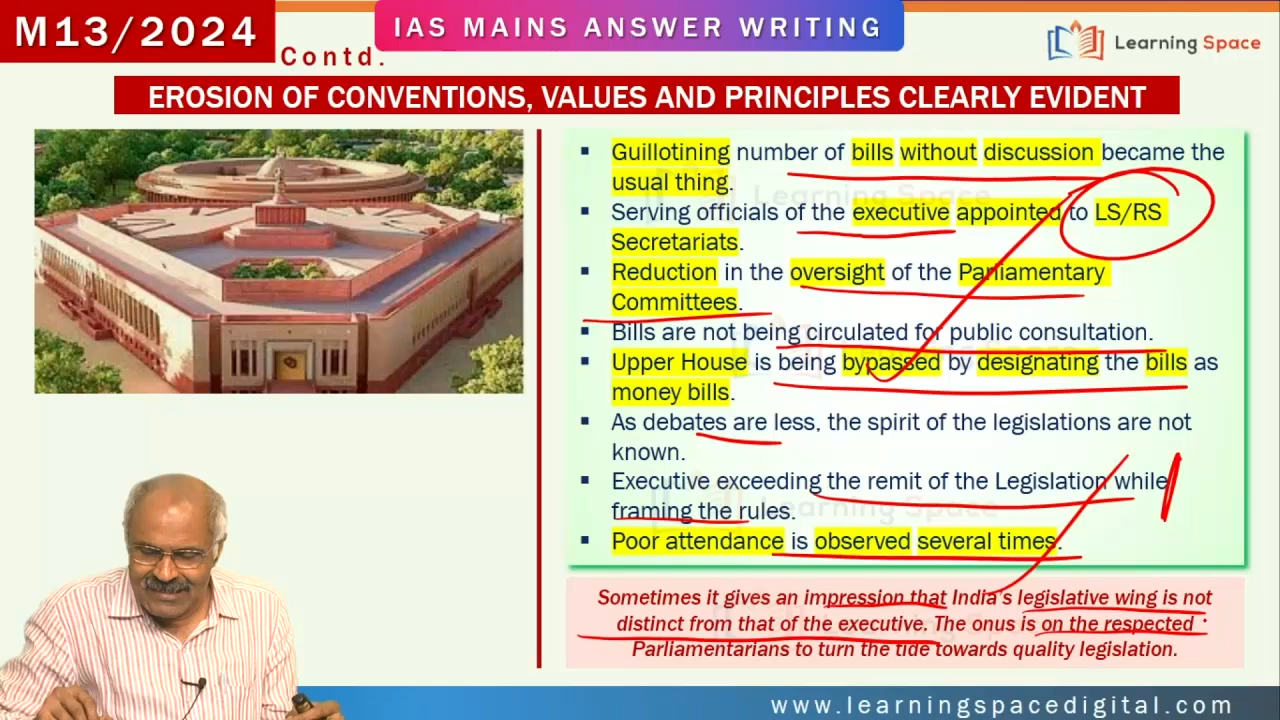 M13/2024
IAS MAINS ANSWER WRITING
Learning Space
Contd.
EROSION OF CONVENTIONS, VALUES AND PRINCIPLES CLEARLY EVIDENT
▪ Guillotining number of bills without discussion became the
usual thing.
▪ Serving officials of the executive appointed to LS/RS
Secretariats.
▪ Reduction in the oversight of the Parliamentary
Committees.
▪ Bills are not being circulated for public consultation.
▪ Upper House is being bypassed by designating the bills as
money bills.
▪ As debates are less, the spirit of the legislations are not
known.
▪ Executive exceeding the remit of the Legislation while
framing the rules.
▪ Poor attendance is observed several times.
Sometimes it gives an impression that India's legislative wing is not
distinct from that of the executive. The onus is on the respected
Parliamentarians to turn the tide towards quality legislation.
www.learningspacedigital.com